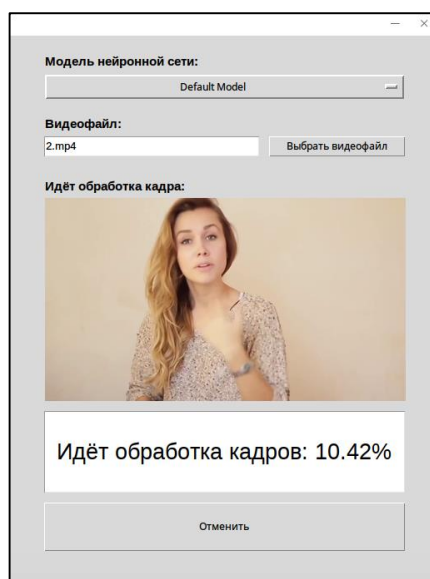 Модель нейронной сети:
Default Model
Видеофайл:
2.mp4
Выбрать видеофайл
Идёт обработка кадра:
Идёт обработка кадров: 10.42%
Отменить